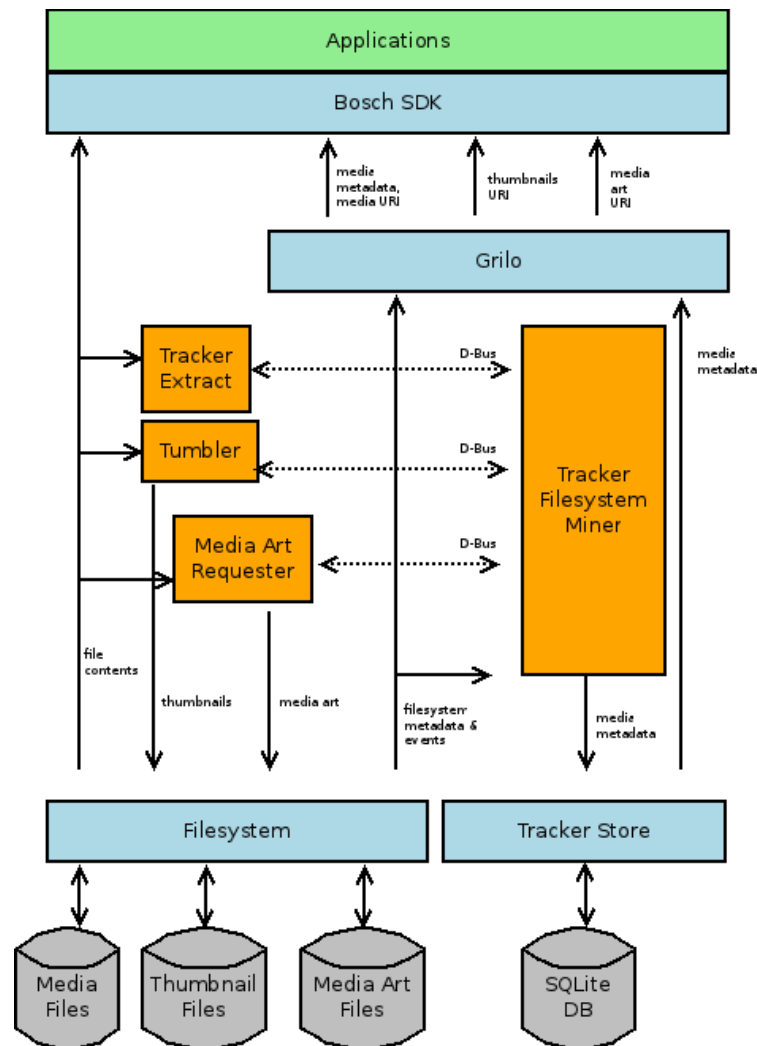 Applications
Bosch SDK
media
metadata,
media URI
thumbnails
URI
media
art
URI
Grilo
Tracker
Extract
D-Bus
media
metadata
Tumbler
D-Bus
Tracker
Filesystem
Miner
Media Art
Requester
D-Bus
file
contents
thumbnails
media art
filesystem
metadata &
events
media
metadata
Filesystem
Tracker Store
Media
Files
Thumbnail
Files
Media Art
Files
SQLite
DB